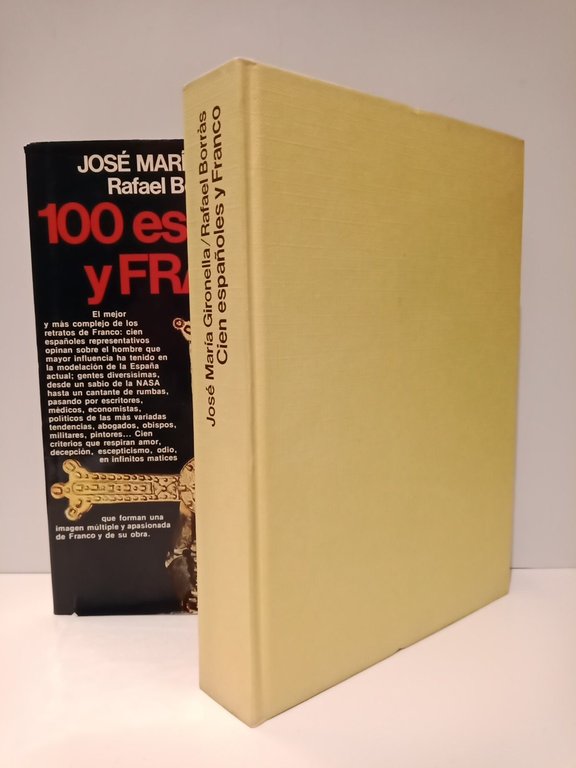 JOSÉ MARÍ
Rafael Bo
100 es
y FRA
El mejor
y más complejo de los
retratos de Franco: cien
españoles representativos
opinan sobre el hombre que
mayor influencia ha tenido en
la modelación de la España
actual; gentes diversísimas,
desde un sabio de la NASA
hasta un cantante de rumbas,
pasando por escritores,
médicos, economistas,
políticos de las más variadas
tendencias, abogados, obispos,
militares, pintores... Cien
criterios que respiran amor,
decepción, escepticismo, odio,
en infinitos matices
que forman una
imagen múltiple y apasionada
de Franco y de su obra.
José María Gironella/Rafael Borràs
Cien españoles y Franco